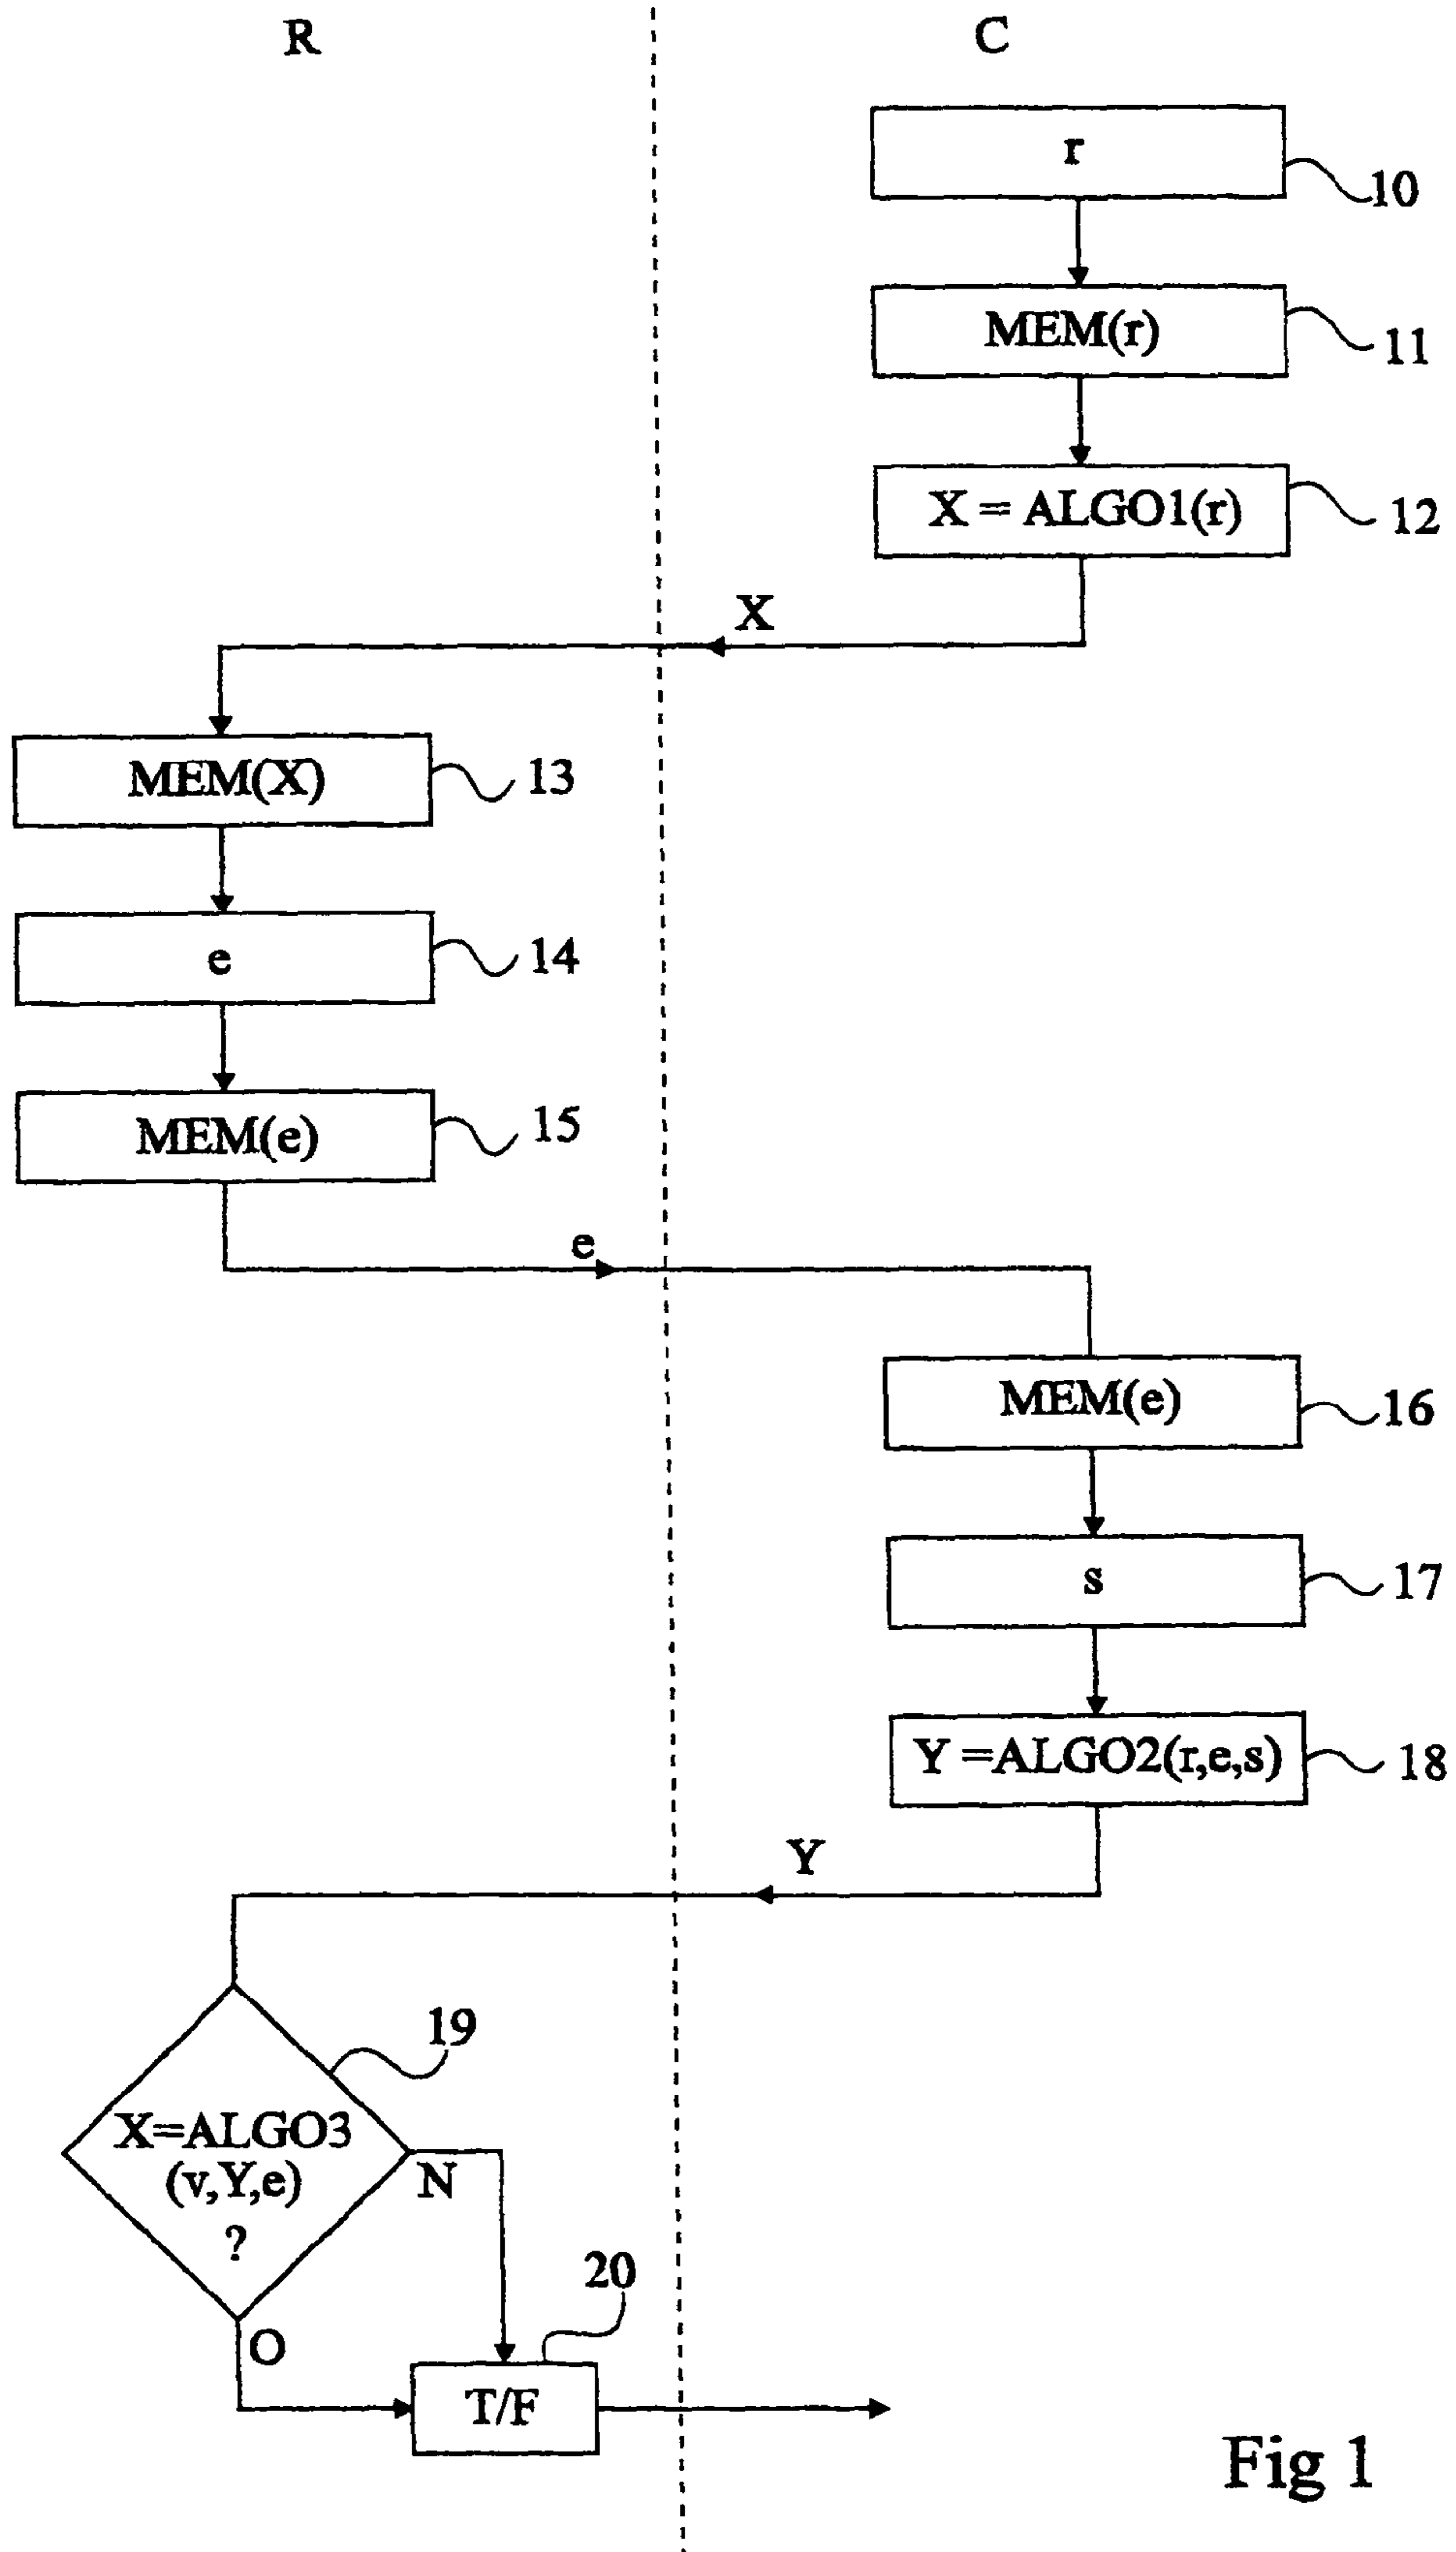 R
C
r
10
MEM(r)
11
X = ALGO1(r)
12
X
MEM(X)
13
e
14
MEM(e)
15
e
MEM(e)
16
s
17
Y =ALGO2(r,e,s)
18
Y
19
X=ALGO3
(v,Y,e)
?
N
20
O
T/F
Fig 1